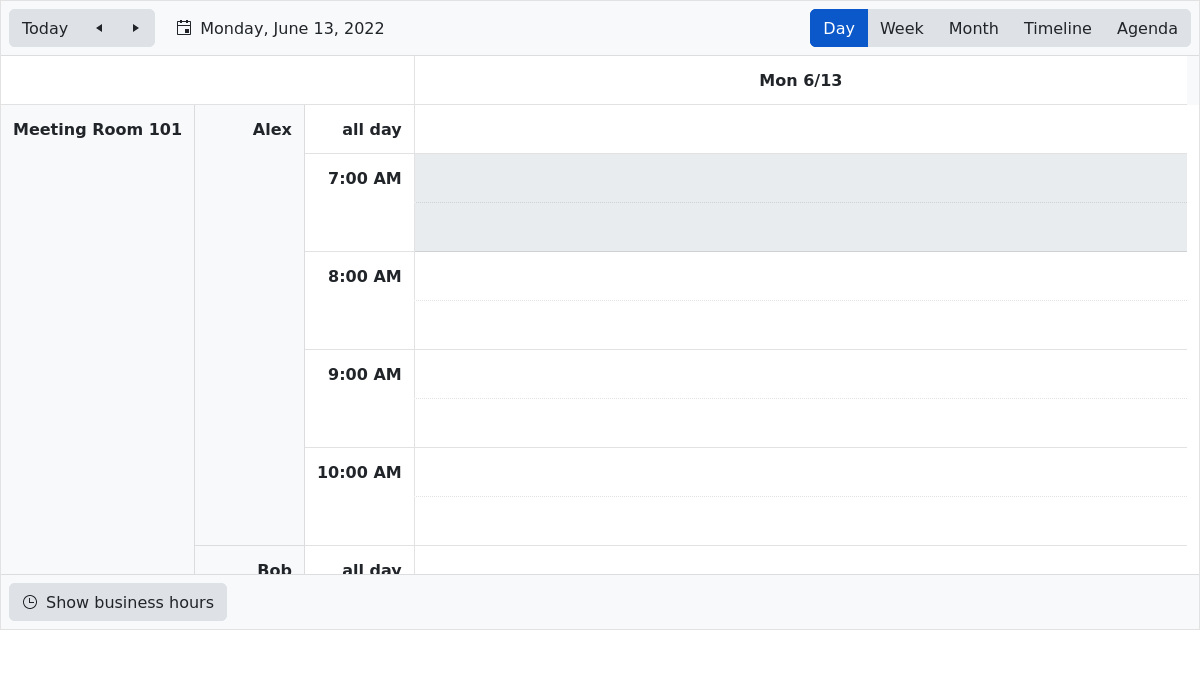 Today
Monday, June 13, 2022
Day Week Month Timeline Agenda
Mon 6/13
Meeting Room 101 Alex all day
7:00 AM
8:00 AM
9:00 AM
10:00 AM
Bob all day
Show business hours